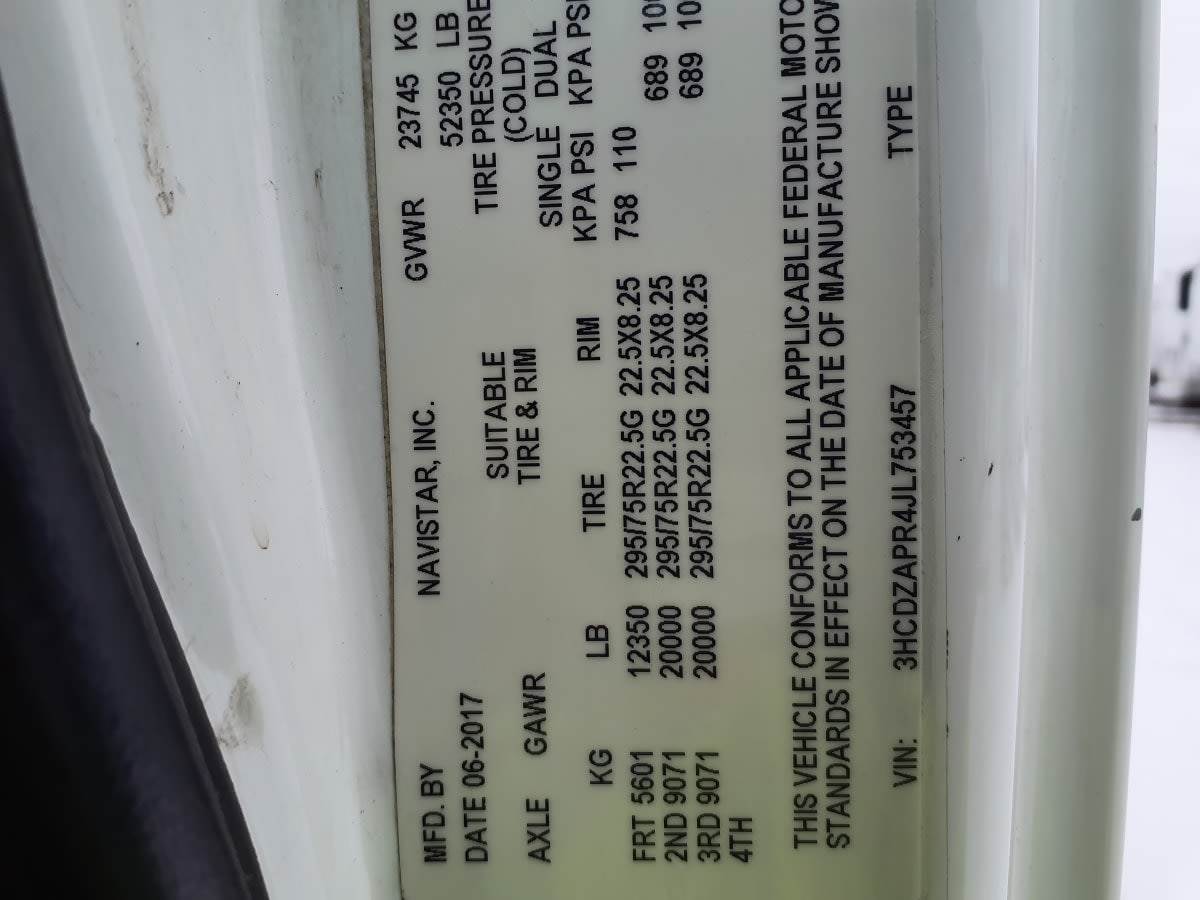 MFD. BY NAVISTAR, INC. GVWR 23745 KG
DATE 06-2017 52350 LB
SUITABLE TIRE PRESSURE
AXLE GAWR TIRE & RIM (COLD)
SINGLE DUAL
KG LB TIRE RIM KPA PSI KPA PSI
FRT 5601 12350 295/75R22.5G 22.5X8.25 758 110
2ND 9071 20000 295/75R22.5G 22.5X8.25 689
3RD 9071 20000 295/75R22.5G 22.5X8.25 689
4TH
THIS VEHICLE CONFORMS TO ALL APPLICABLE FEDERAL
STANDARDS IN EFFECT ON THE DATE OF MANUFACTURE
VIN: 3HCDZAPR4JL753457 TYPE